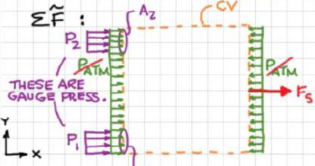 ΣF̃ :
A₂
CV
P₂
PATM
PATM
THESE ARE
GAUGE PRESS.
Fₛ
P₁
Y
X